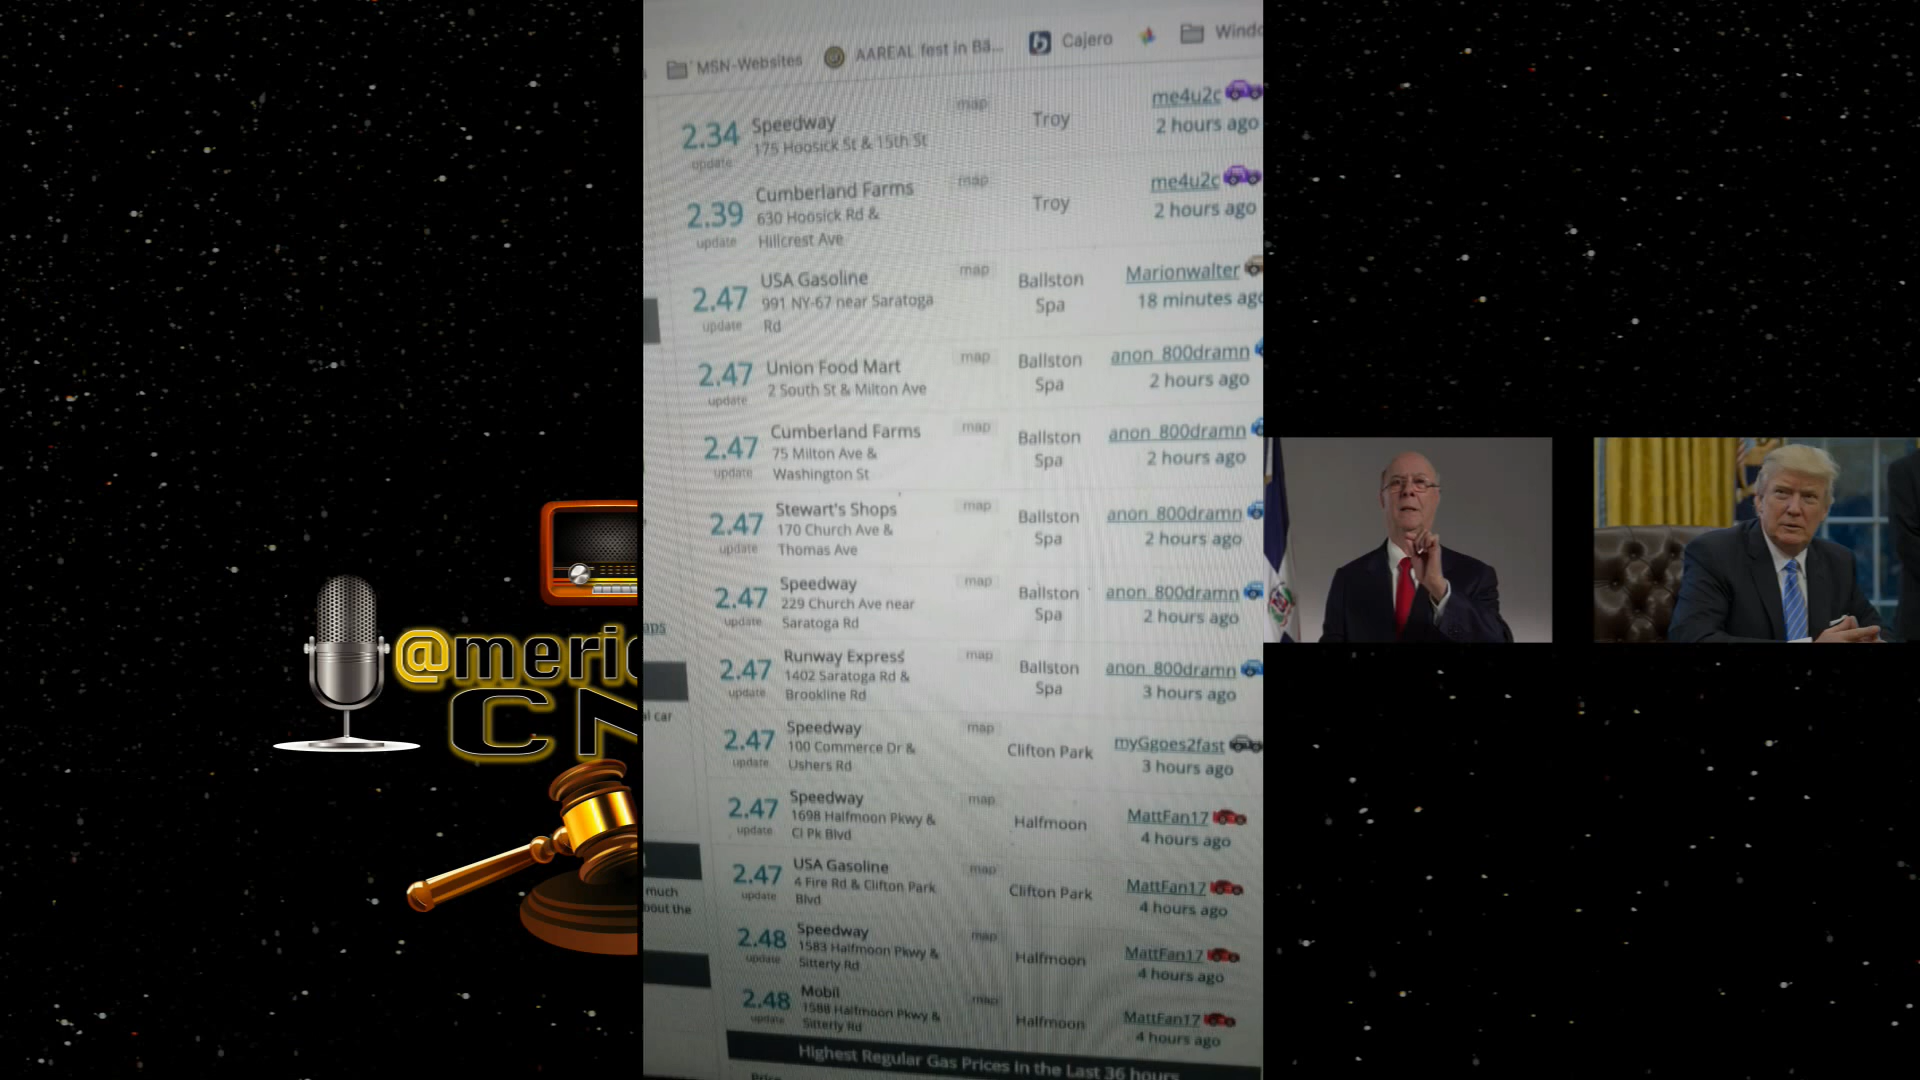 MSN-Websites AAREAL fest in Bä... Cajero
2.34 Speedway map Troy me4u2c
update 175 Hoosick St & 15th St 2 hours ago
2.39 Cumberland Farms map Troy me4u2c
update 630 Hoosick Rd & 2 hours ago
Hillcrest Ave
2.47 USA Gasoline map Ballston Spa Marionwalter
update 991 NY-67 near Saratoga 18 minutes ago
Rd
2.47 Union Food Mart map Ballston Spa anon_800dramn
update 2 South St & Milton Ave 2 hours ago
2.47 Cumberland Farms map Ballston Spa anon_800dramn
update 75 Milton Ave & 2 hours ago
Washington St
2.47 Stewart's Shops map Ballston Spa anon_800dramn
update 170 Church Ave & 2 hours ago
Thomas Ave
2.47 Speedway map Ballston Spa anon_800dramn
update 229 Church Ave near 2 hours ago
Saratoga Rd
2.47 Runway Express map Ballston Spa anon_800dramn
update 1402 Saratoga Rd & 3 hours ago
Brookline Rd
2.47 Speedway map Clifton Park myGgoes2fast
update 100 Commerce Dr & 3 hours ago
Ushers Rd
2.47 Speedway map Halfmoon MattFan17
update 1698 Halfmoon Pkwy & 4 hours ago
Cl Pk Blvd
2.47 USA Gasoline map Clifton Park MattFan17
update 4 Fire Rd & Clifton Park 4 hours ago
Blvd
2.48 Speedway map Halfmoon MattFan17
update 1583 Halfmoon Pkwy & 4 hours ago
Sitterly Rd
2.48 Mobil map Halfmoon MattFan17
update 1588 Halfmoon Pkwy & 4 hours ago
Sitterly Rd
Highest Regular Gas Prices in the Last 36 hours
car
much
the
@meric
CN